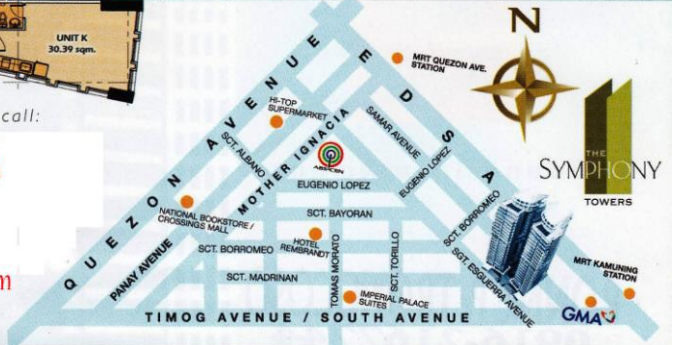 UNIT K
30.39 sqm.
call:
m
N
THE
SYMPHONY
TOWERS
QUEZON AVENUE
EDSA
MRT QUEZON AVE.
STATION
HI-TOP
SUPERMARKET
SCT. ALBANO
MOTHER IGNACIA
SAMAR AVENUE
EUGENIO LOPEZ
ABS-CBN
EUGENIO LOPEZ
SCT. BAYORAN
NATIONAL BOOKSTORE /
CROSSINGS MALL
PANAY AVENUE
SCT. BORROMEO
HOTEL
REMBRANDT
SCT. MADRINAN
TOMAS MORATO
SCT. TORILLO
SCT. BORROMEO
SGT. ESGUERRA AVENUE
IMPERIAL PALACE
SUITES
MRT KAMUNING
STATION
GMA
TIMOG AVENUE / SOUTH AVENUE